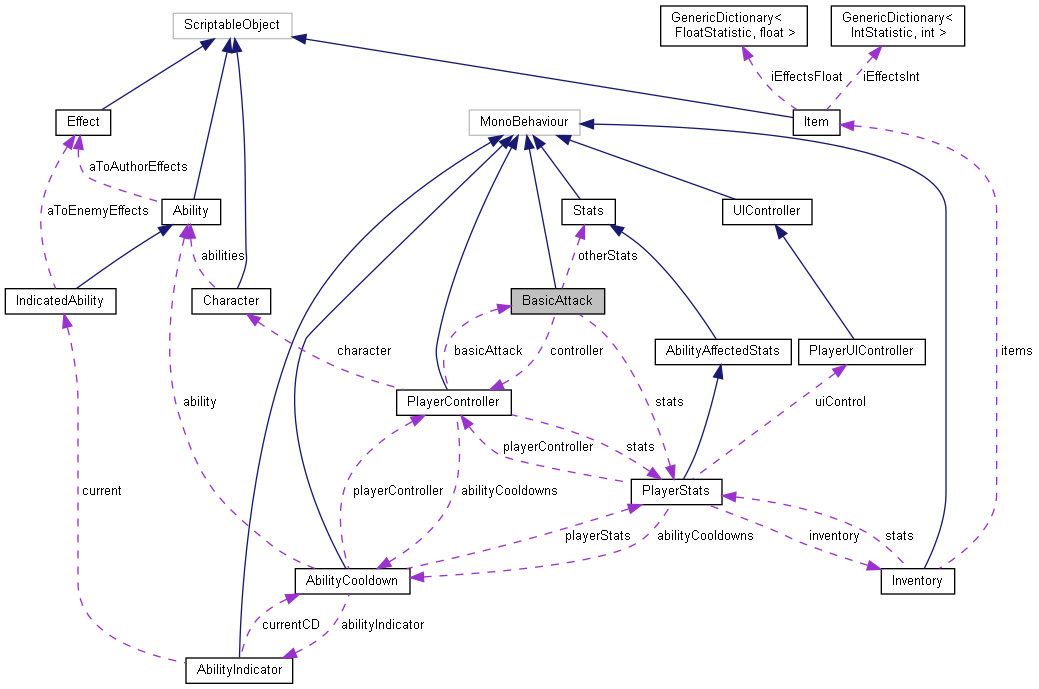 GenericDictionary<
FloatStatistic, float >
GenericDictionary<
IntStatistic, int >
ScriptableObject
iEffectsFloat
iEffectsInt
Effect
MonoBehaviour
Item
aToAuthorEffects
aToEnemyEffects
Ability
Stats
UIController
abilities
otherStats
IndicatedAbility
Character
BasicAttack
character
basicAttack
controller
AbilityAffectedStats
PlayerUIController
items
ability
PlayerController
stats
uiControl
playerController
stats
current
playerController
abilityCooldowns
PlayerStats
playerStats
abilityCooldowns
inventory
stats
AbilityCooldown
Inventory
currentCD
abilityIndicator
AbilityIndicator